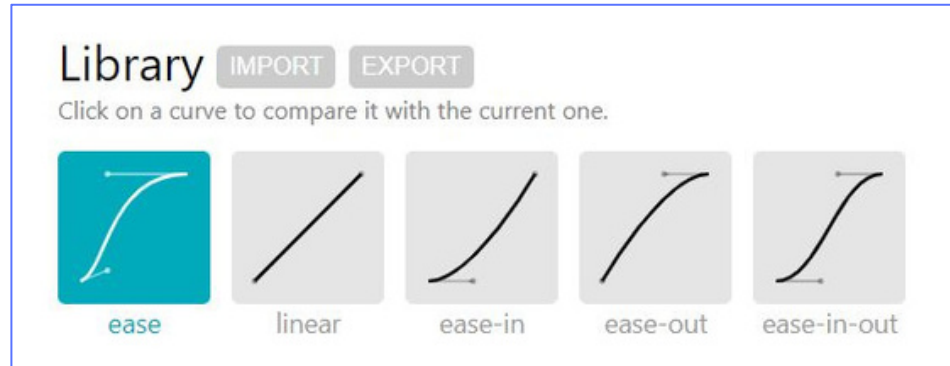 Library IMPORT EXPORT
Click on a curve to compare it with the current one.
ease linear ease-in ease-out ease-in-out